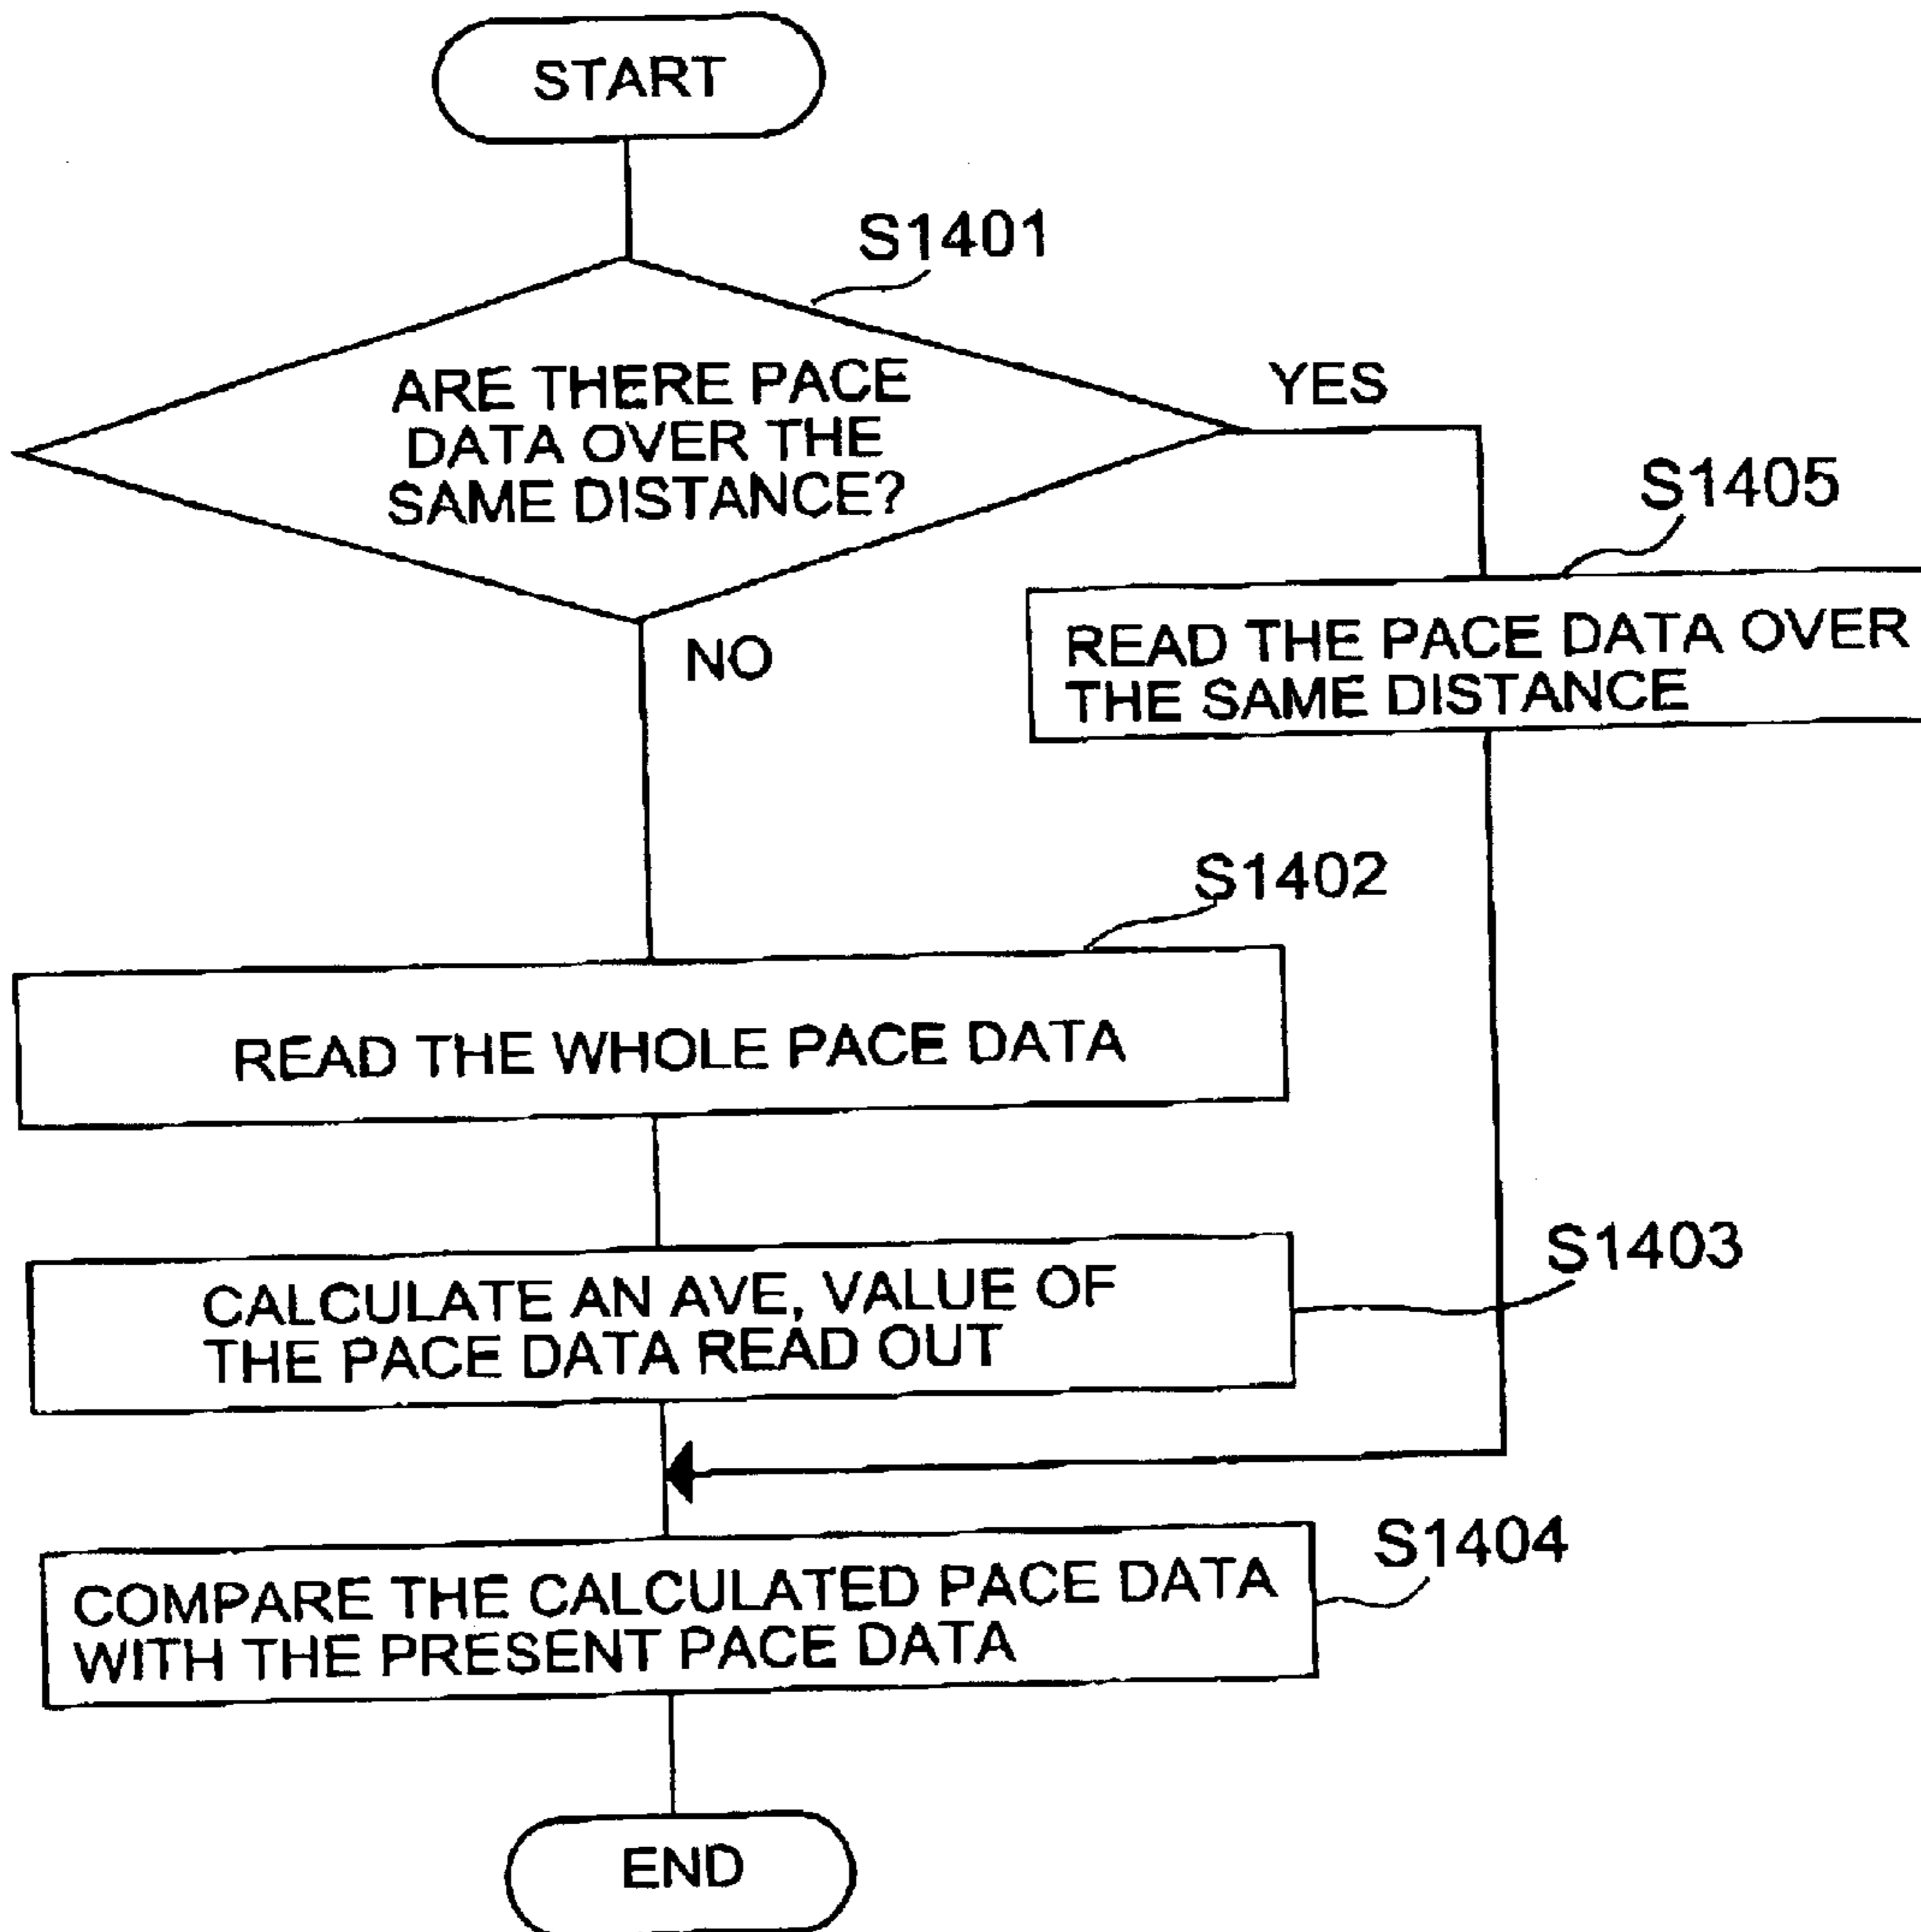 START
S1401
ARE THERE PACE
DATA OVER THE
SAME DISTANCE?
YES
NO
S1405
READ THE PACE DATA OVER
THE SAME DISTANCE
S1402
READ THE WHOLE PACE DATA
S1403
CALCULATE AN AVE, VALUE OF
THE PACE DATA READ OUT
S1404
COMPARE THE CALCULATED PACE DATA
WITH THE PRESENT PACE DATA
END